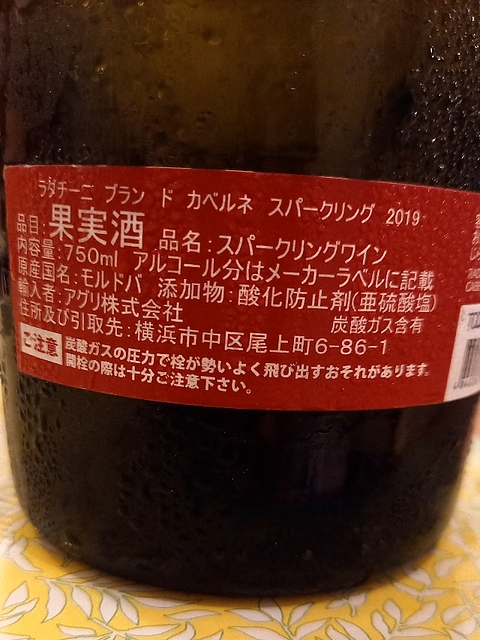 ラダチーニ ブラン ド カベルネ スパークリング 2019
品目:果実酒 品名:スパークリングワイン
内容量:750ml アルコール分はメーカーラベルに記載
原産国名:モルドバ 添加物:酸化防止剤(亜硫酸塩)
輸入者:アグリ株式会社 炭酸ガス含有
住所及び引取先:横浜市中区尾上町6-86-1
ご注意 炭酸ガスの圧力で栓が勢いよく飛び出すおそれがあります。
開栓の際は十分ご注意下さい。